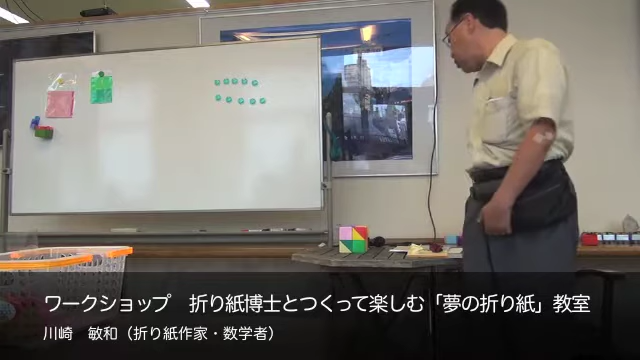 ワークショップ　折り紙博士とつくって楽しむ「夢の折り紙」教室
川崎　敏和（折り紙作家・数学者）